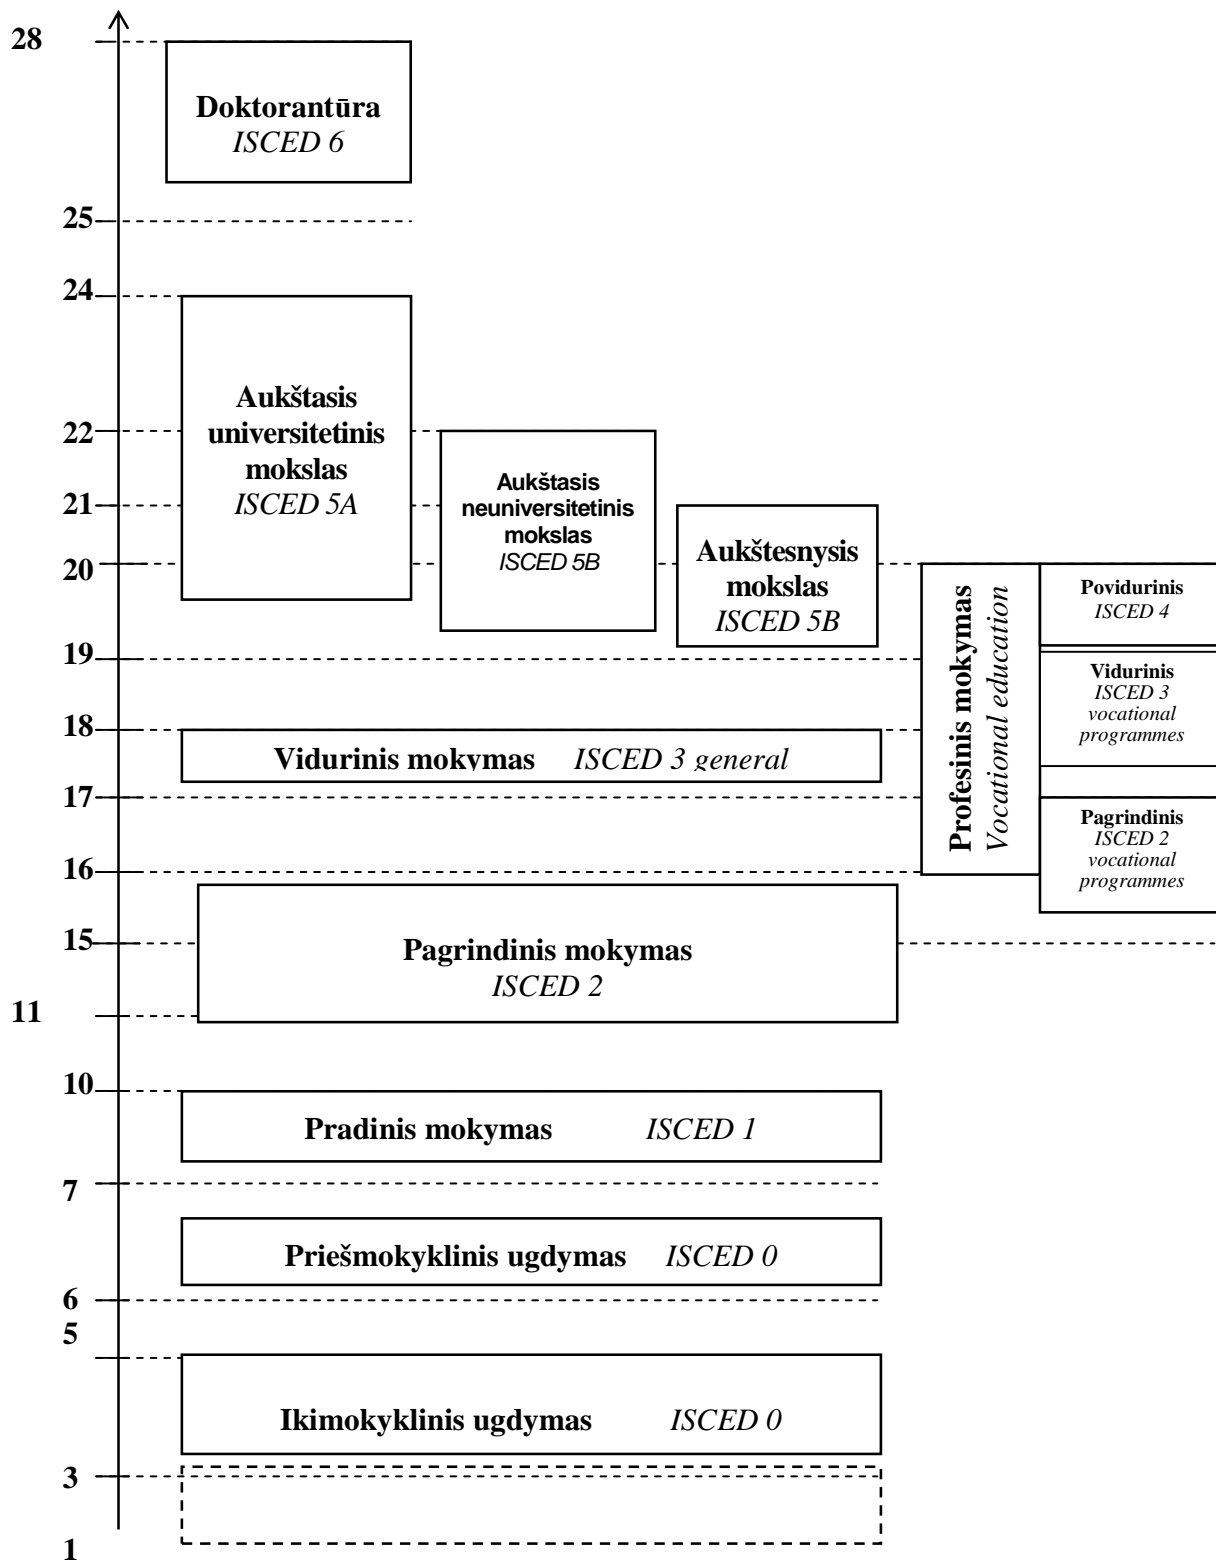 28
Doktorantūra
ISCED 6
25
24
Aukštasis
universitetinis
mokslas
ISCED 5A
22
Aukštasis
neuniversitetinis
mokslas
ISCED 5B
21
Aukštesnysis
mokslas
ISCED 5B
20
Profesinis mokymas
Vocational education
Povidurinis
ISCED 4
19
Vidurinis
ISCED 3
vocational
programmes
18
Vidurinis mokymas ISCED 3 general
17
Pagrindinis
ISCED 2
vocational
programmes
16
15
Pagrindinis mokymas
ISCED 2
11
10
Pradinis mokymas ISCED 1
7
Priešmokyklinis ugdymas ISCED 0
6
5
Ikimokyklinis ugdymas ISCED 0
3
1